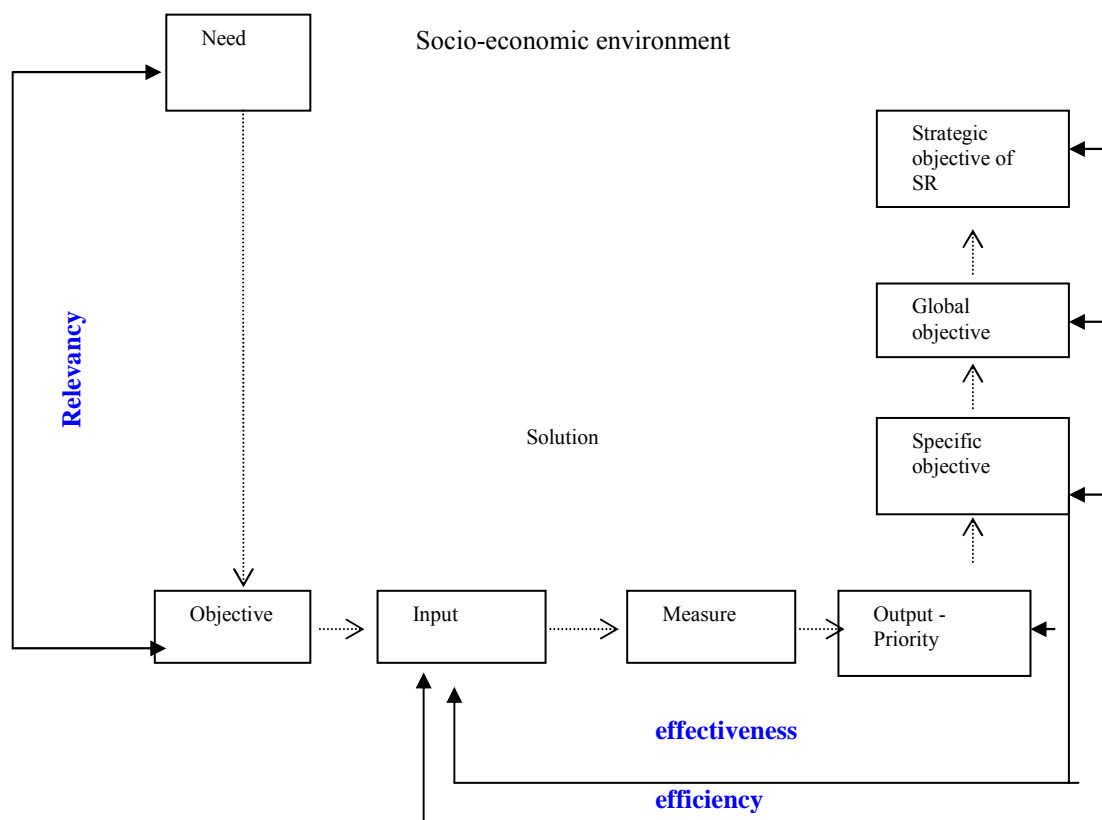 Need
Socio-economic environment
Strategic
objective of
SR
Global
objective
Relevancy
Solution
Specific
objective
Objective
Input
Measure
Output -
Priority
effectiveness
efficiency